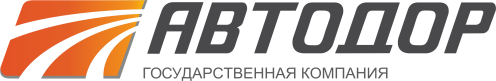 АВТОДОР
ГОСУДАРСТВЕННАЯ КОМПАНИЯ